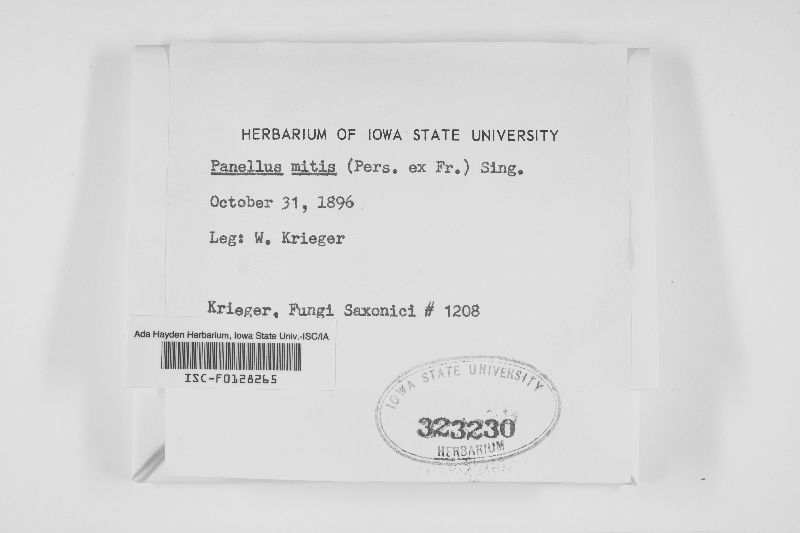 HERBARIUM OF IOWA STATE UNIVERSITY
Panellus mitis (Pers. ex Fr.) Sing.
October 31, 1896
Leg: W. Krieger
Krieger, Fungi Saxonici # 1208
Ada Hayden Herbarium, Iowa State Univ.-ISC/IA
ISC-F0128265
IOWA STATE UNIVERSITY
323230
HERBARIUM